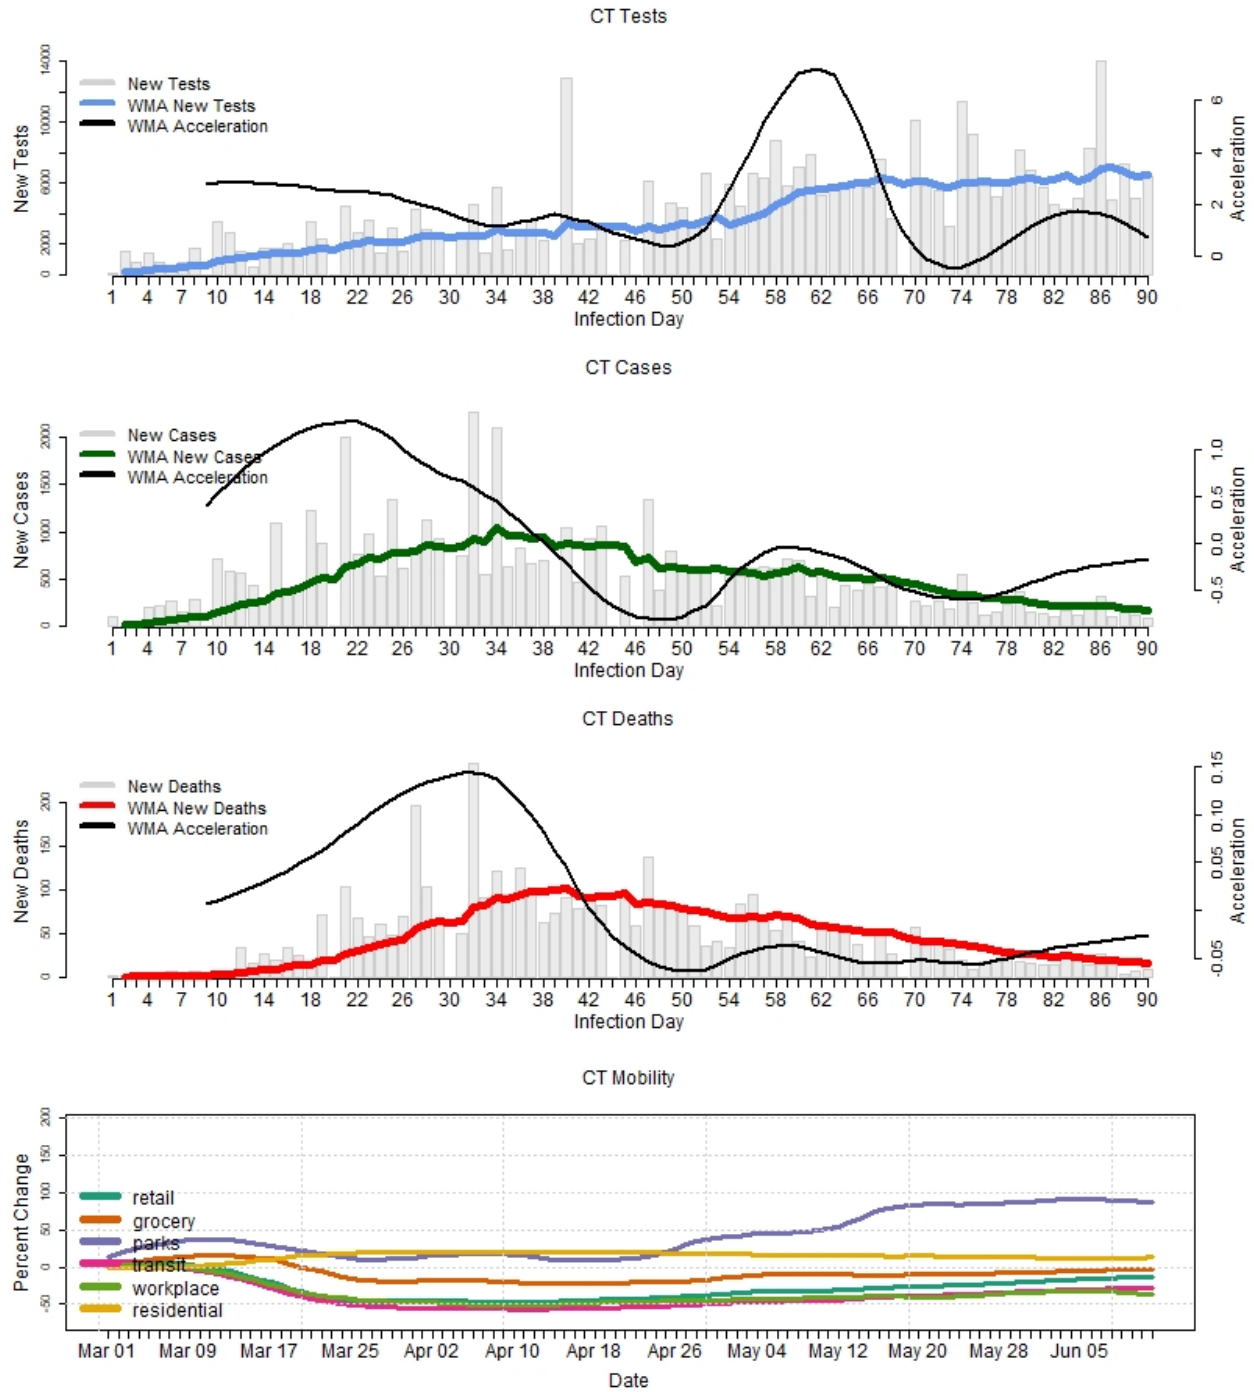 CT Tests
New Tests
WMA New Tests
WMA Acceleration
New Tests
0 2000 6000 10000 14000
0 2 4 6
Acceleration
1 4 7 10 14 18 22 26 30 34 38 42 46 50 54 58 62 66 70 74 78 82 86 90
Infection Day
CT Cases
New Cases
WMA New Cases
WMA Acceleration
New Cases
0 500 1000 1500 2000
-0.5 0.0 0.5 1.0
Acceleration
1 4 7 10 14 18 22 26 30 34 38 42 46 50 54 58 62 66 70 74 78 82 86 90
Infection Day
CT Deaths
New Deaths
WMA New Deaths
WMA Acceleration
New Deaths
0 50 100 150 200
-0.05 0.05 0.10 0.15
Acceleration
1 4 7 10 14 18 22 26 30 34 38 42 46 50 54 58 62 66 70 74 78 82 86 90
Infection Day
CT Mobility
retail
grocery
parks
transit
workplace
residential
Percent Change
-50 0 50 100 150 200
Mar 01 Mar 09 Mar 17 Mar 25 Apr 02 Apr 10 Apr 18 Apr 26 May 04 May 12 May 20 May 28 Jun 05
Date